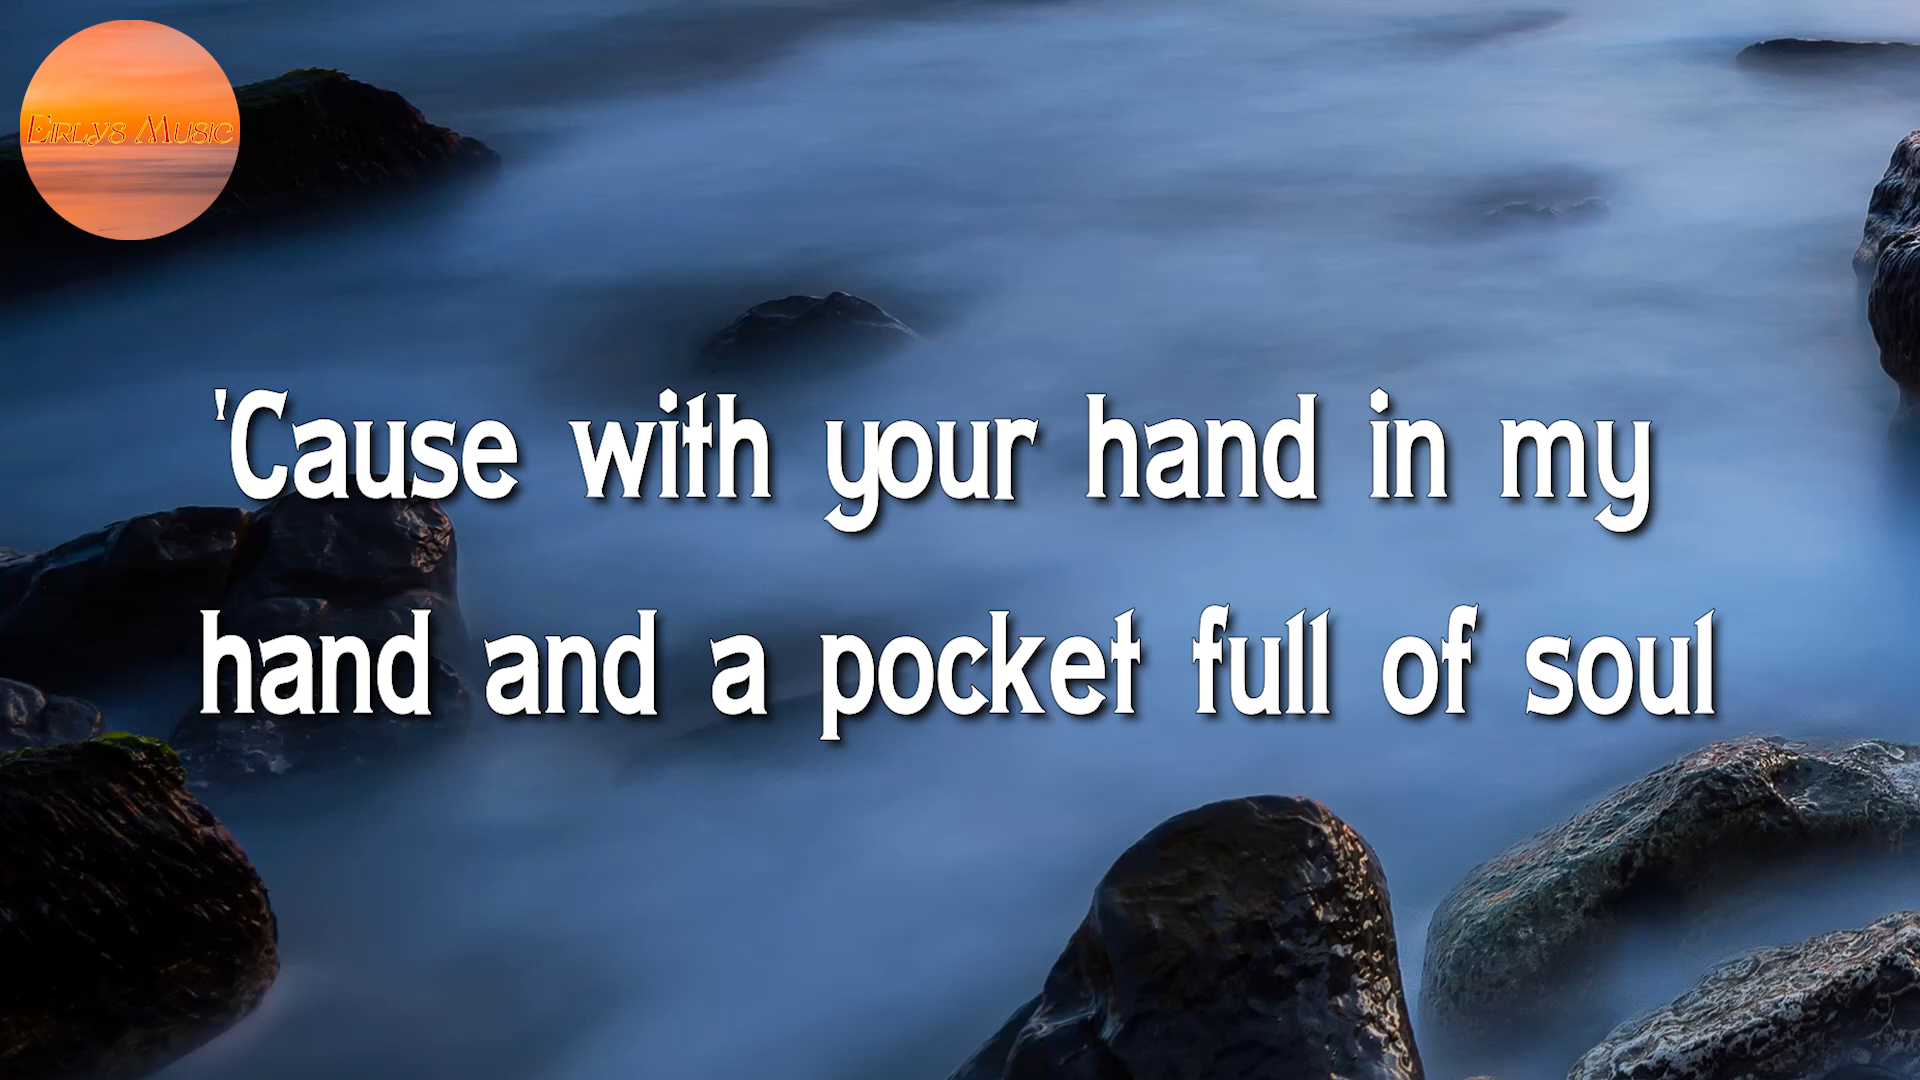 Eirlys Music
'Cause with your hand in my
hand and a pocket full of soul